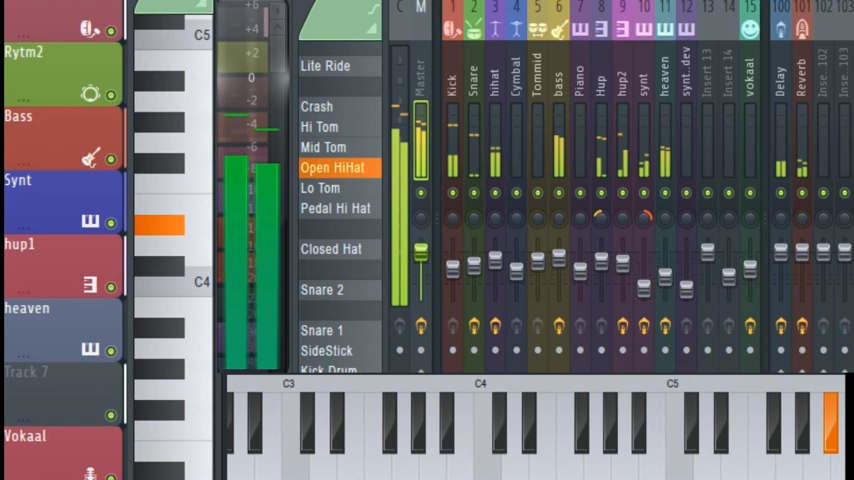 Rytm2
Bass
Synt
hup1
heaven
Track 7
Vokaal
C5
C4
+6
+4
+2
0
-2
-4
-6
-8
Lite Ride
Crash
Hi Tom
Mid Tom
Open HiHat
Lo Tom
Pedal Hi Hat
Closed Hat
Snare 2
Snare 1
SideStick
Kick Drum
C M 1 2 3 4 5 6 7 8 9 10 11 12 13 14 15 100 101 102 103
Master
Kick
Snare
hihat
Cymbal
Tommid
bass
Piano
Hup
hup2
synt
heaven
synt.dev
Insert 13
Insert 14
vokaal
Delay
Reverb
Inse. 102
Inse. 103
C3 C4 C5